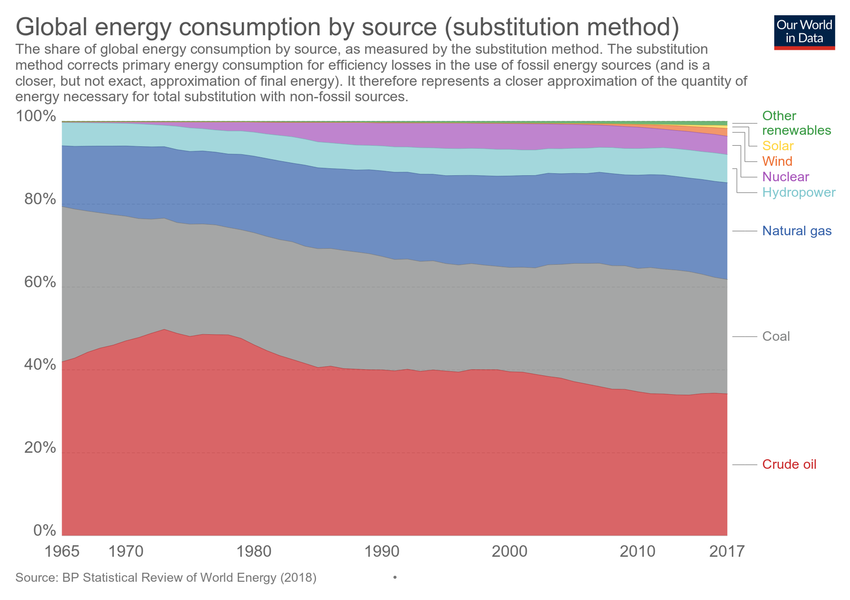 Global energy consumption by source (substitution method)
Our World
in Data
The share of global energy consumption by source, as measured by the substitution method. The substitution
method corrects primary energy consumption for efficiency losses in the use of fossil energy sources (and is a
closer, but not exact, approximation of final energy). It therefore represents a closer approximation of the quantity of
energy necessary for total substitution with non-fossil sources.
100%
80%
60%
40%
20%
0%
Other
renewables
Solar
Wind
Nuclear
Hydropower
Natural gas
Coal
Crude oil
1965 1970 1980 1990 2000 2010 2017
Source: BP Statistical Review of World Energy (2018) •